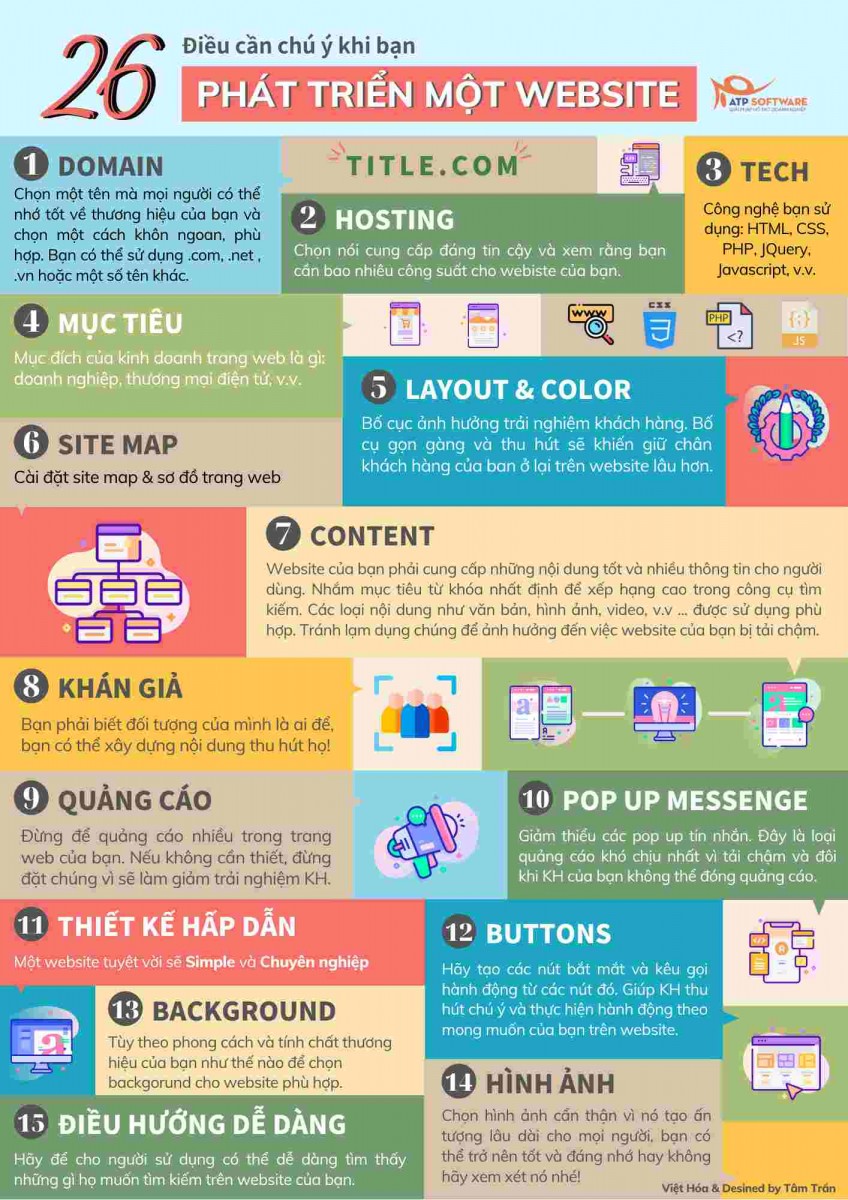 26
Điều cần chú ý khi bạn
PHÁT TRIỂN MỘT WEBSITE
ATP SOFTWARE
1 DOMAIN
Chọn một tên mà mọi người có thể
nhớ tốt về thương hiệu của bạn và
chọn một cách khôn ngoan, phù
hợp. Bạn có thể sử dụng .com, .net ,
.vn hoặc một số tên khác.
TITLE.COM
2 HOSTING
Chọn nói cung cấp đáng tin cậy và xem rằng bạn
cần bao nhiêu công suất cho webiste của bạn.
3 TECH
Công nghệ bạn sử
dụng: HTML, CSS,
PHP, JQuery,
Javascript, v.v.
4 MỤC TIÊU
Mục đích của kinh doanh trang web là gì:
doanh nghiệp, thương mại điện tử, v.v.
WWW
CSS
PHP
<?
JS
5 LAYOUT & COLOR
Bố cục ảnh hưởng trải nghiệm khách hàng. Bố
cụ gọn gàng và thu hút sẽ khiến giữ chân
khách hàng của ban ở lại trên website lâu hơn.
6 SITE MAP
Cài đặt site map & sơ đồ trang web
7 CONTENT
Website của bạn phải cung cấp những nội dung tốt và nhiều thông tin cho người
dùng. Nhắm mục tiêu từ khóa nhất định để xếp hạng cao trong công cụ tìm
kiếm. Các loại nội dung như văn bản, hình ảnh, video, v.v ... được sử dụng phù
hợp. Tránh lạm dụng chúng để ảnh hưởng đến việc website của bạn bị tải chậm.
8 KHÁN GIẢ
Bạn phải biết đối tượng của mình là ai để,
bạn có thể xây dựng nội dung thu hút họ!
9 QUẢNG CÁO
Đừng để quảng cáo nhiều trong trang
web của bạn. Nếu không cần thiết, đừng
đặt chúng vì sẽ làm giảm trải nghiệm KH.
10 POP UP MESSENGE
Giảm thiểu các pop up tin nhắn. Đây là loại
quảng cáo khó chịu nhất vì tải chậm và đôi
khi KH của bạn không thể đóng quảng cáo.
11 THIẾT KẾ HẤP DẪN
Một website tuyệt vời sẽ Simple và Chuyên nghiệp
12 BUTTONS
Hãy tạo các nút bắt mắt và kêu gọi
hành động từ các nút đó. Giúp KH thu
hút chú ý và thực hiện hành động theo
mong muốn của bạn trên website.
13 BACKGROUND
Tùy theo phong cách và tính chất thương
hiệu của bạn như thế nào để chọn
backgorund cho website phù hợp.
14 HÌNH ẢNH
Chọn hình ảnh cẩn thận vì nó tạo ấn
tượng lâu dài cho mọi người, bạn có
thể trở nên tốt và đáng nhớ hay không
hãy xem xét nó nhé!
15 ĐIỀU HƯỚNG DỄ DÀNG
Hãy để cho người sử dụng có thể dễ dàng tìm thấy
những gì họ muốn tìm kiếm trên website của bạn.
Việt Hóa & Desined by Tâm Trần